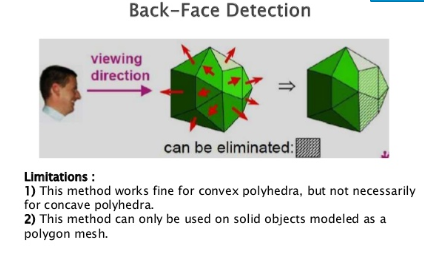 Back-Face Detection
viewing
direction
⇒
can be eliminated:
Limitations :
1) This method works fine for convex polyhedra, but not necessarily
for concave polyhedra.
2) This method can only be used on solid objects modeled as a
polygon mesh.